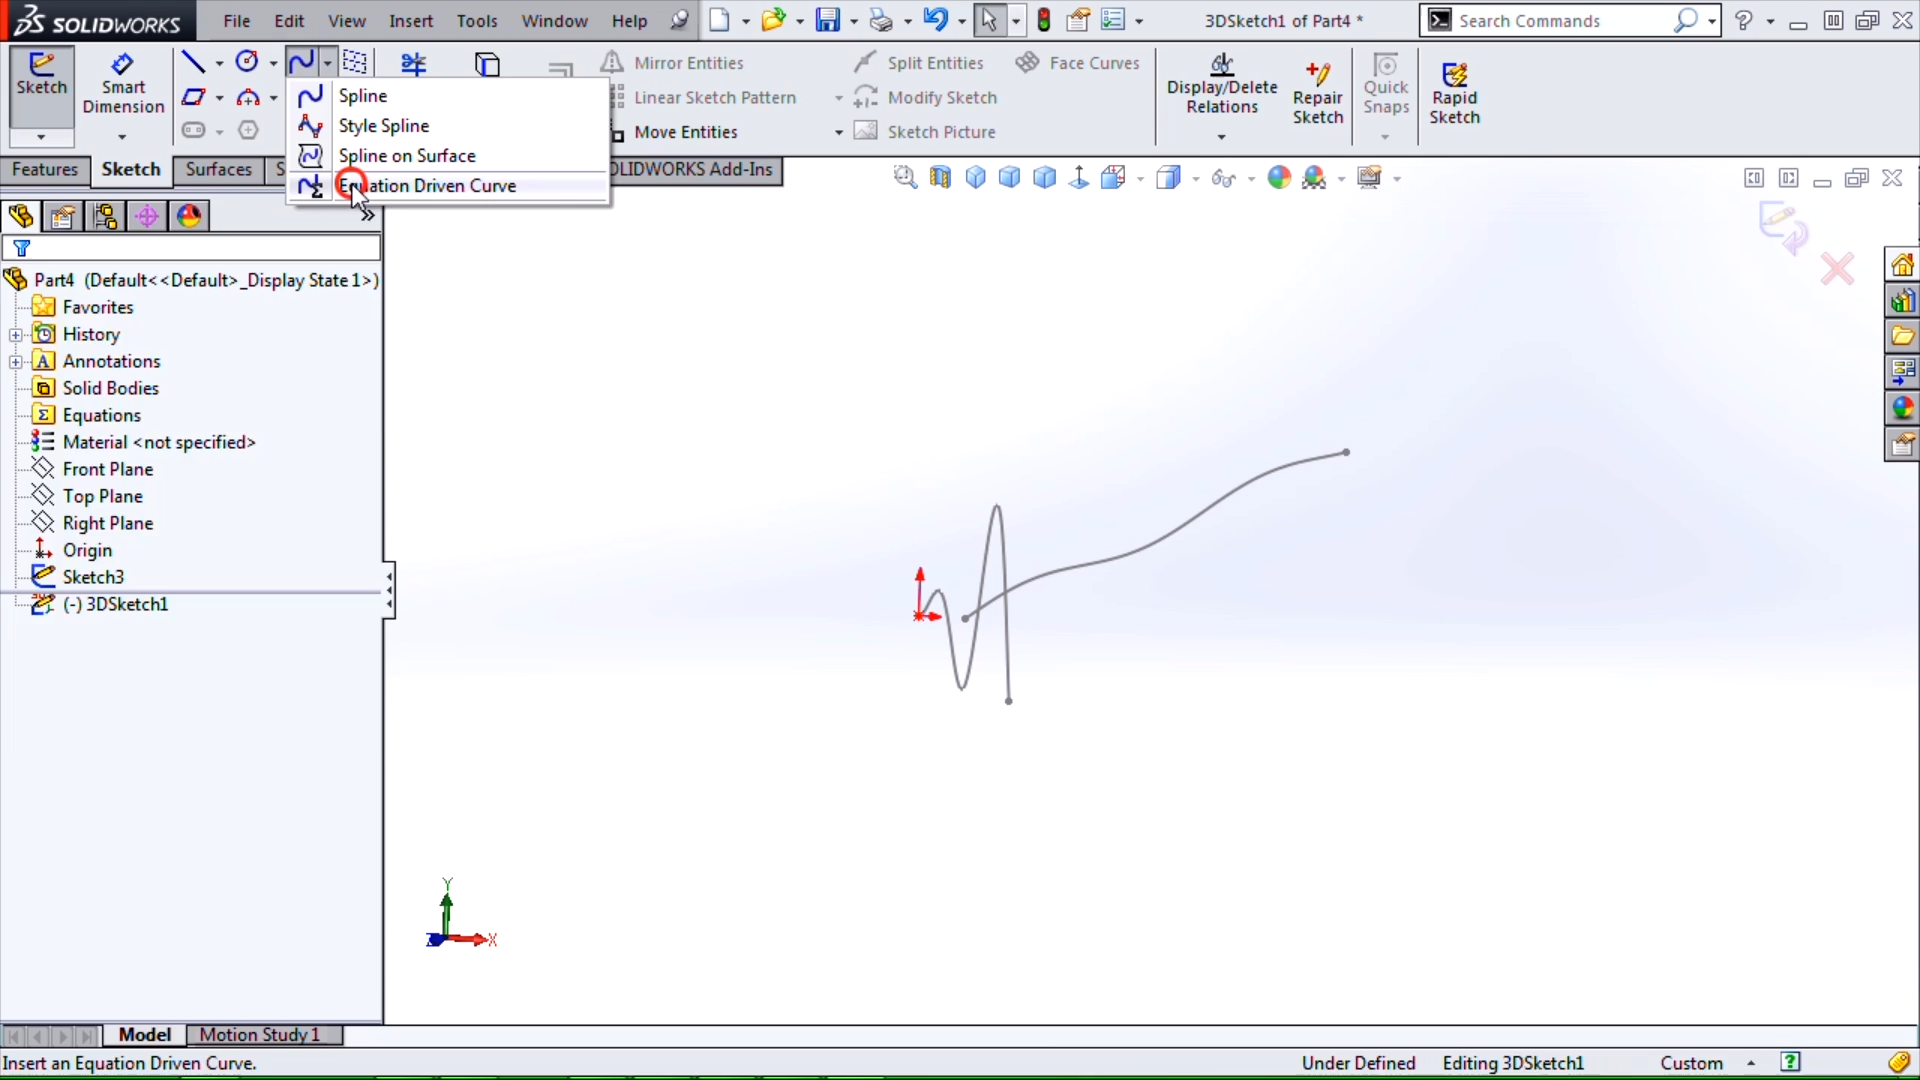 SOLIDWORKS File Edit View Insert Tools Window Help 3DSketch1 of Part4 * Search Commands
Sketch
Smart Dimension
Mirror Entities
Linear Sketch Pattern
Move Entities
Split Entities
Modify Sketch
Sketch Picture
Face Curves
Display/Delete Relations
Repair Sketch
Quick Snaps
Rapid Sketch
Spline
Style Spline
Spline on Surface
Equation Driven Curve
Features Sketch Surfaces S OLIDWORKS Add-Ins
Part4 (Default<<Default>_Display State 1>)
Favorites
History
Annotations
Solid Bodies
Equations
Material <not specified>
Front Plane
Top Plane
Right Plane
Origin
Sketch3
(-) 3DSketch1
Y
X
Model Motion Study 1
Insert an Equation Driven Curve. Under Defined Editing 3DSketch1 Custom